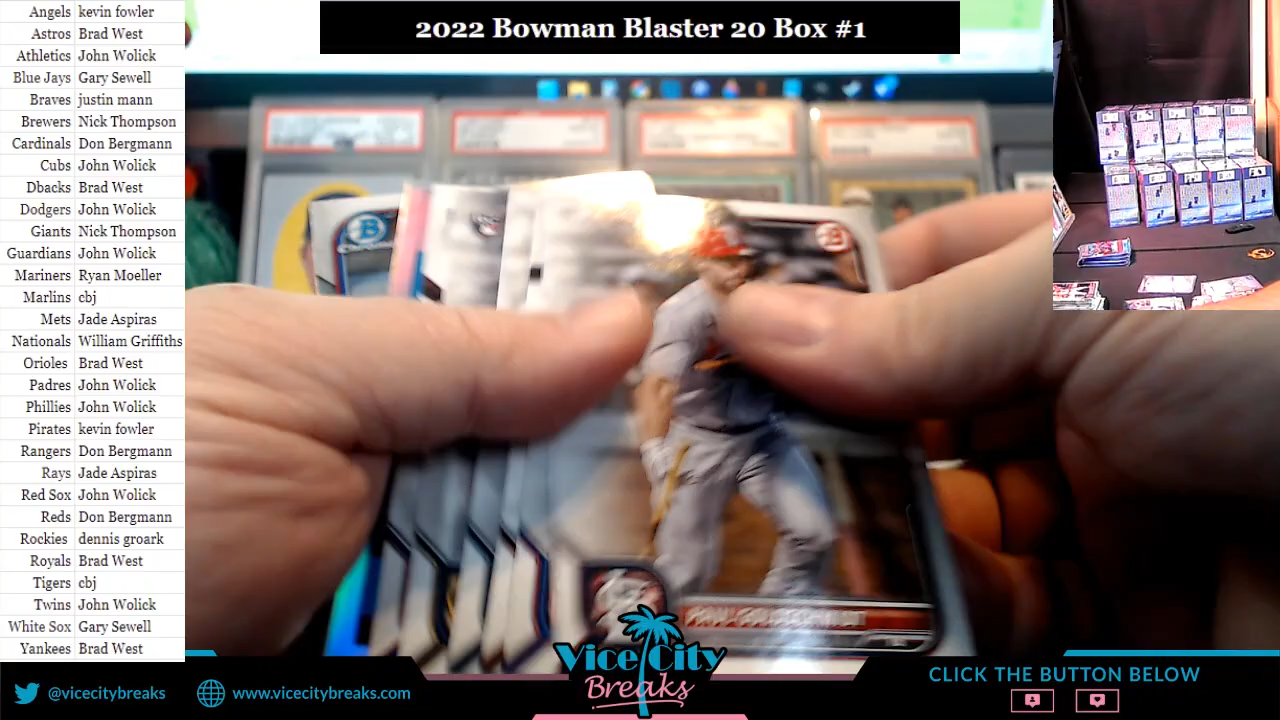 2022 Bowman Blaster 20 Box #1
Angels kevin fowler
Astros Brad West
Athletics John Wolick
Blue Jays Gary Sewell
Braves justin mann
Brewers Nick Thompson
Cardinals Don Bergmann
Cubs John Wolick
Dbacks Brad West
Dodgers John Wolick
Giants Nick Thompson
Guardians John Wolick
Mariners Ryan Moeller
Marlins cbj
Mets Jade Aspiras
Nationals William Griffiths
Orioles Brad West
Padres John Wolick
Phillies John Wolick
Pirates kevin fowler
Rangers Don Bergmann
Rays Jade Aspiras
Red Sox John Wolick
Reds Don Bergmann
Rockies dennis groark
Royals Brad West
Tigers cbj
Twins John Wolick
White Sox Gary Sewell
Yankees Brad West
B
B
PAUL GOLDSCHMIDT
Vice City
Breaks
@vicecitybreaks
www.vicecitybreaks.com
CLICK THE BUTTON BELOW